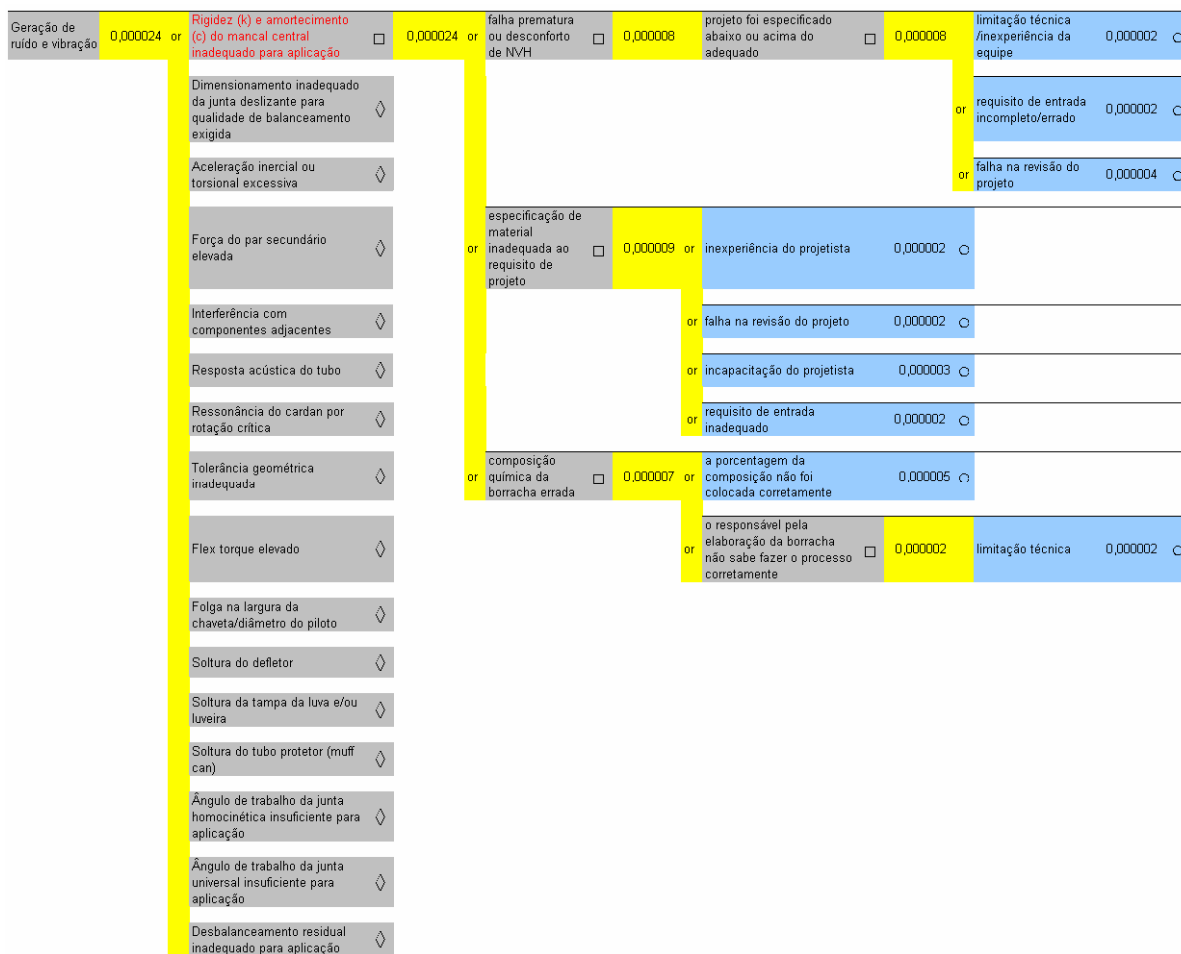 Geração de
ruído e vibração
0,000024
or
Rigidez (k) e amortecimento
(c) do mancal central
inadequado para aplicação
0,000024
or
falha prematura
ou desconforto
de NVH
0,000008
projeto foi especificado
abaixo ou acima do
adequado
0,000008
limitação técnica
/inexperiência da
equipe
0,000002
Dimensionamento inadequado
da junta deslizante para
qualidade de balanceamento
exigida
or
requisito de entrada
incompleto/errado
0,000002
Aceleração inercial ou
torsional excessiva
or
falha na revisão do
projeto
0,000004
Força do par secundário
elevada
or
especificação de
material
inadequada ao
requisito de
projeto
0,000009
or
inexperiência do projetista
0,000002
Interferência com
componentes adjacentes
or
falha na revisão do projeto
0,000002
Resposta acústica do tubo
or
incapacitação do projetista
0,000003
Ressonância do cardan por
rotação crítica
or
requisito de entrada
inadequado
0,000002
Tolerância geométrica
inadequada
or
composição
química da
borracha errada
0,000007
or
a porcentagem da
composição não foi
colocada corretamente
0,000005
Flex torque elevado
or
o responsável pela
elaboração da borracha
não sabe fazer o processo
corretamente
0,000002
limitação técnica
0,000002
Folga na largura da
chaveta/diâmetro do piloto
Soltura do defletor
Soltura da tampa da luva e/ou
luveira
Soltura do tubo protetor (muff
can)
Ângulo de trabalho da junta
homocinética insuficiente para
aplicação
Ângulo de trabalho da junta
universal insuficiente para
aplicação
Desbalanceamento residual
inadequado para aplicação